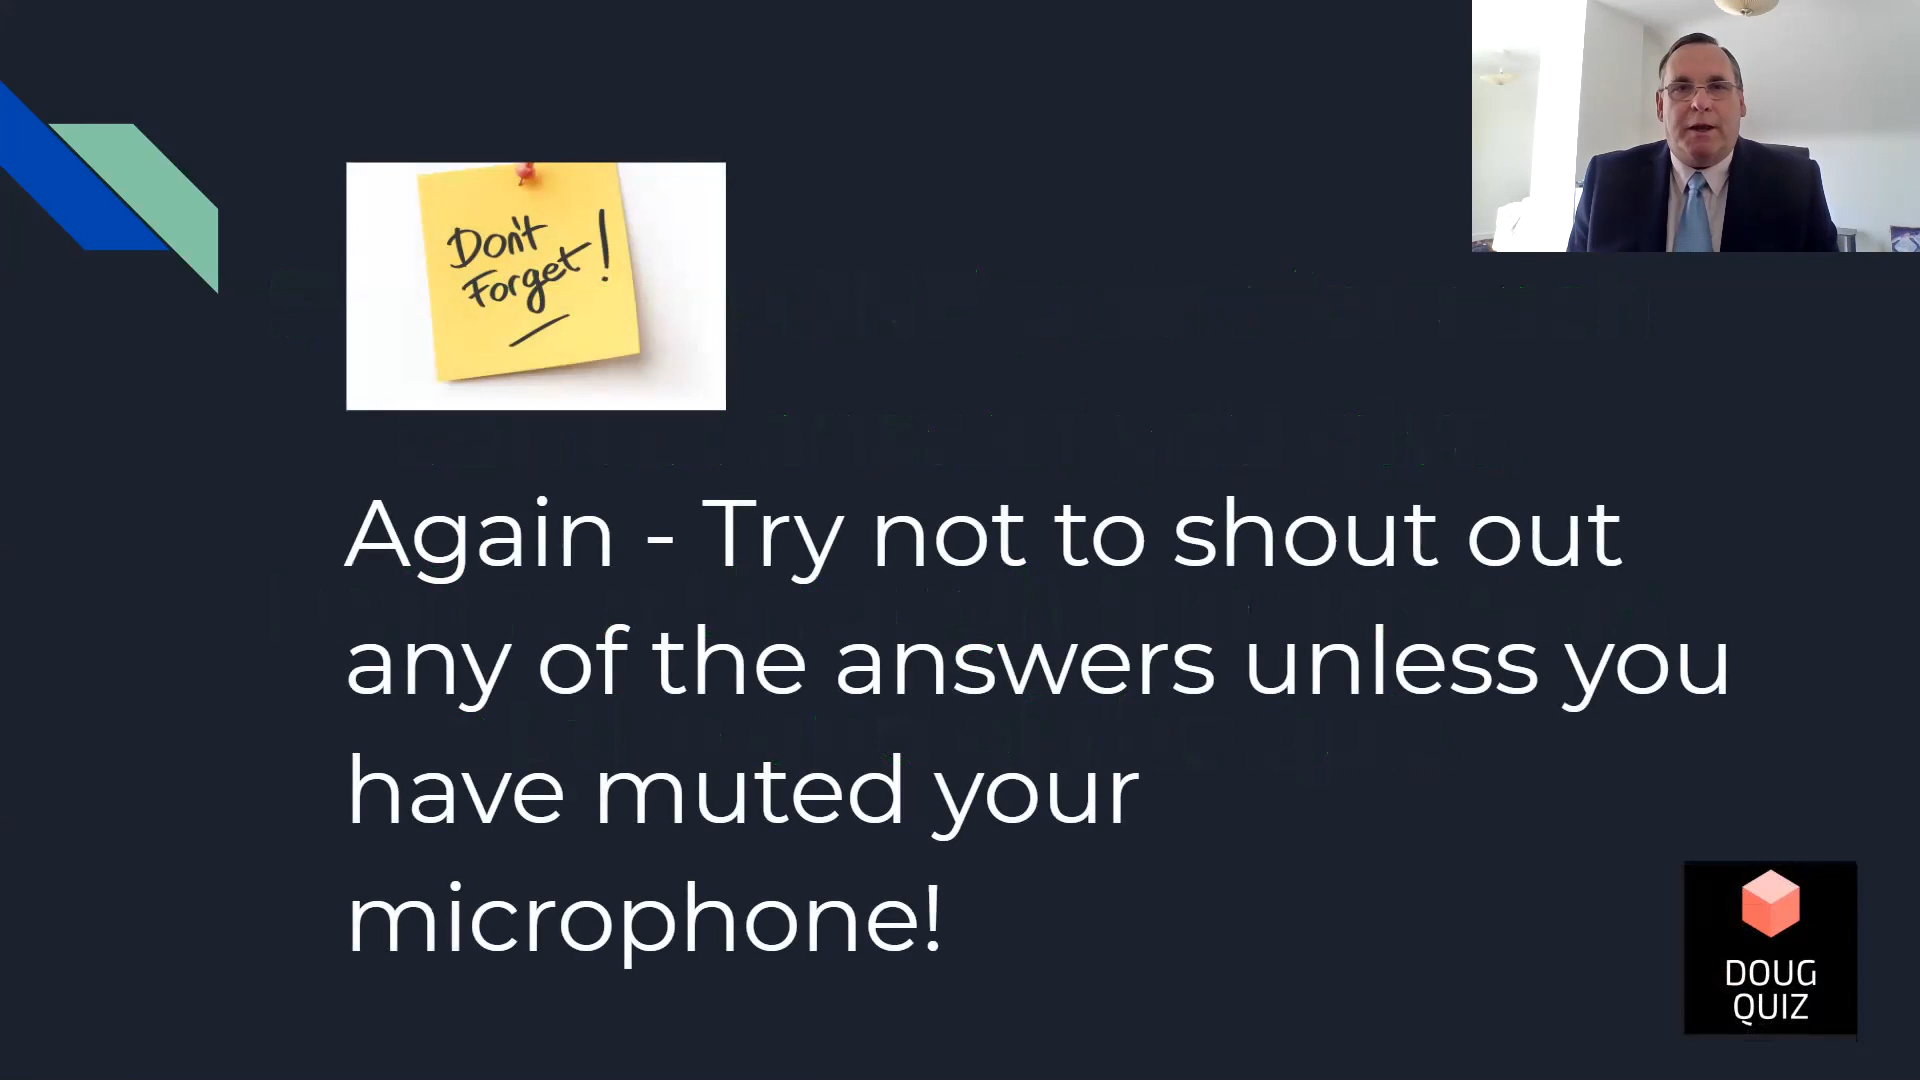 Don't
Forget!
Again - Try not to shout out
any of the answers unless you
have muted your
microphone!
DOUG
QUIZ